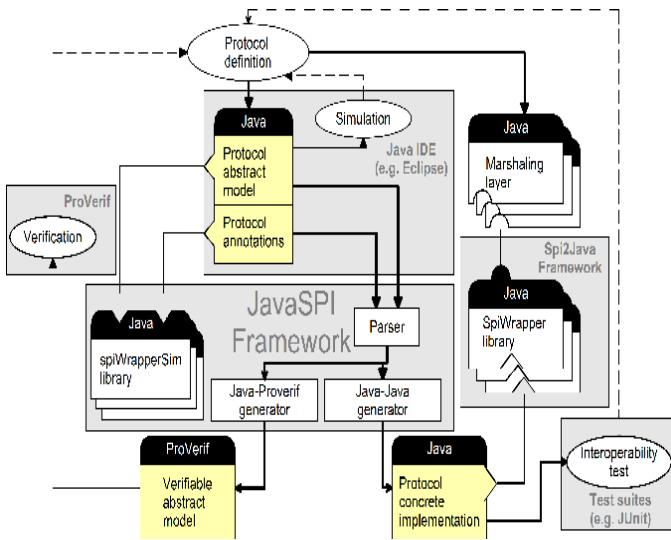 Protocol
definition
Java
Simulation
Java
Protocol
abstract
model
Java IDE
(e.g. Eclipse)
Marshaling
layer
ProVerif
Verification
Protocol
annotations
Spi2Java
Framework
JavaSPI
Framework
Java
Java
spiWrapperSim
library
Parser
SpiWrapper
library
Java-Proverif
generator
Java-Java
generator
ProVerif
Java
Verifiable
abstract
model
Protocol
concrete
implementation
Interoperability
test
Test suites
(e.g. JUnit)